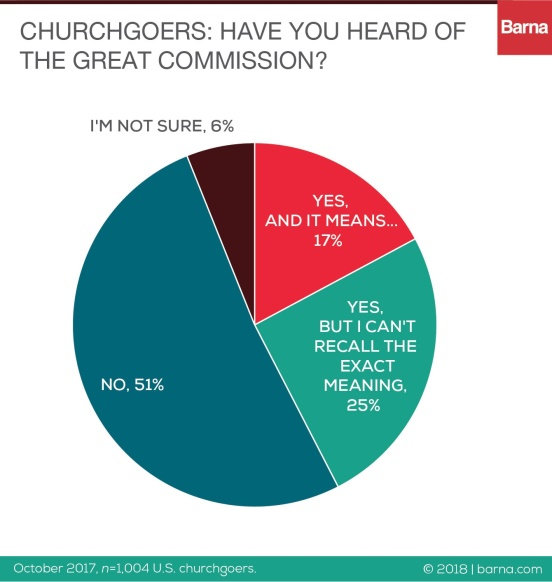 CHURCHGOERS: HAVE YOU HEARD OF
THE GREAT COMMISSION?
Barna
I'M NOT SURE, 6%
YES,
AND IT MEANS...
17%
YES,
BUT I CAN'T
RECALL THE
EXACT
MEANING,
25%
NO, 51%
October 2017, n=1,004 U.S. churchgoers.
© 2018 | barna.com